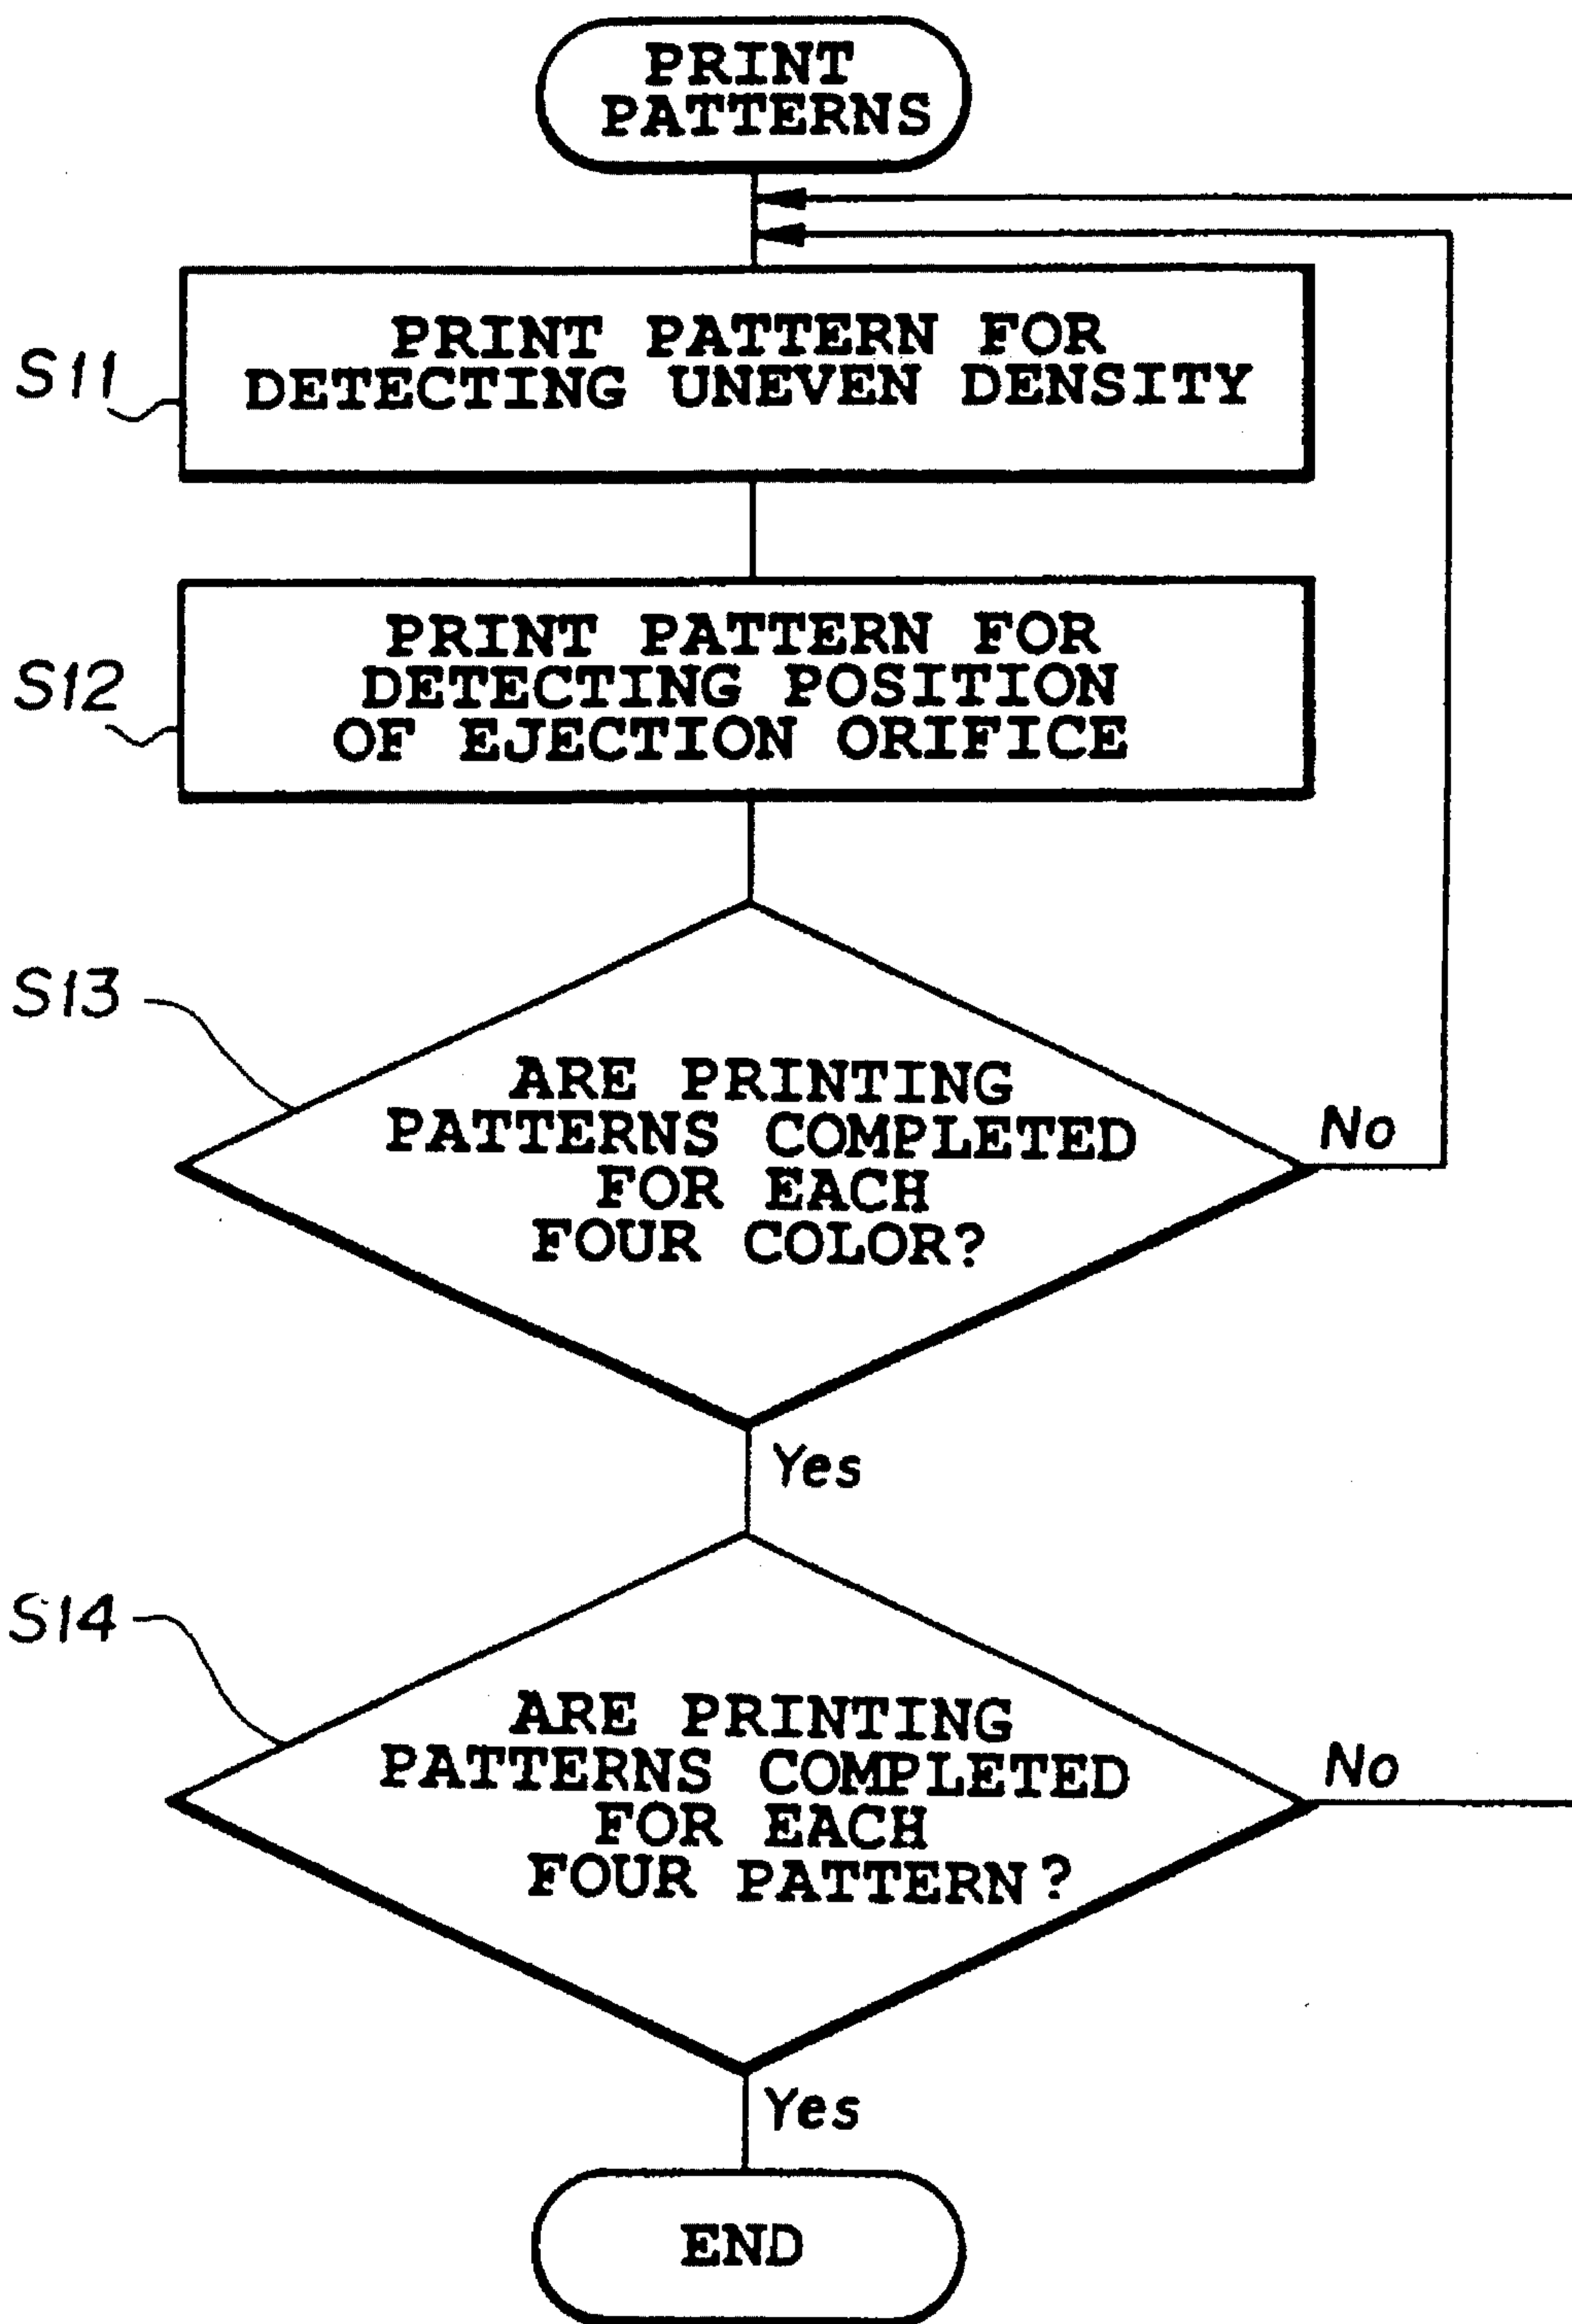 PRINT
PATTERNS
S11
PRINT PATTERN FOR
DETECTING UNEVEN DENSITY
S12
PRINT PATTERN FOR
DETECTING POSITION
OF EJECTION ORIFICE
S13
ARE PRINTING
PATTERNS COMPLETED
FOR EACH
FOUR COLOR?
No
Yes
S14
ARE PRINTING
PATTERNS COMPLETED
FOR EACH
FOUR PATTERN?
No
Yes
END